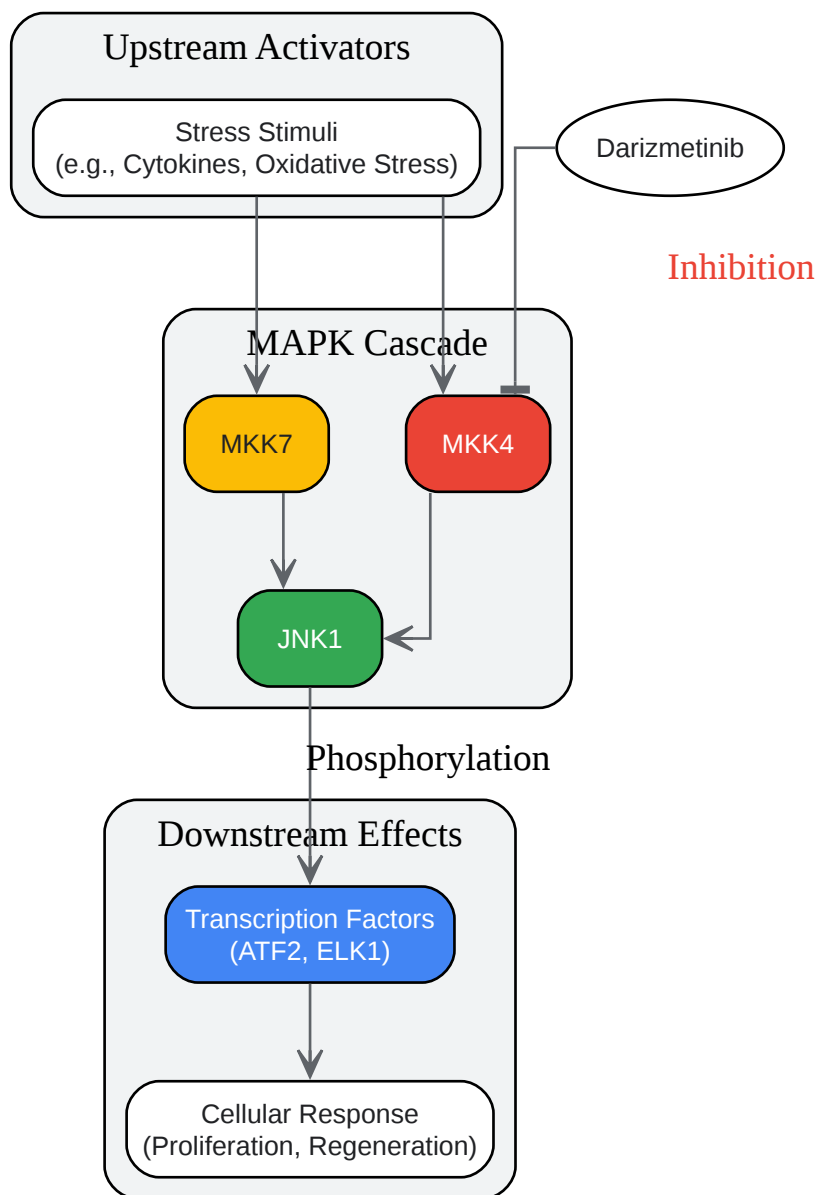 Upstream Activators
Stress Stimuli
(e.g., Cytokines, Oxidative Stress)
Darizmetinib
Inhibition
MAPK Cascade
MKK7
MKK4
JNK1
Phosphorylation
Downstream Effects
Transcription Factors
(ATF2, ELK1)
Cellular Response
(Proliferation, Regeneration)